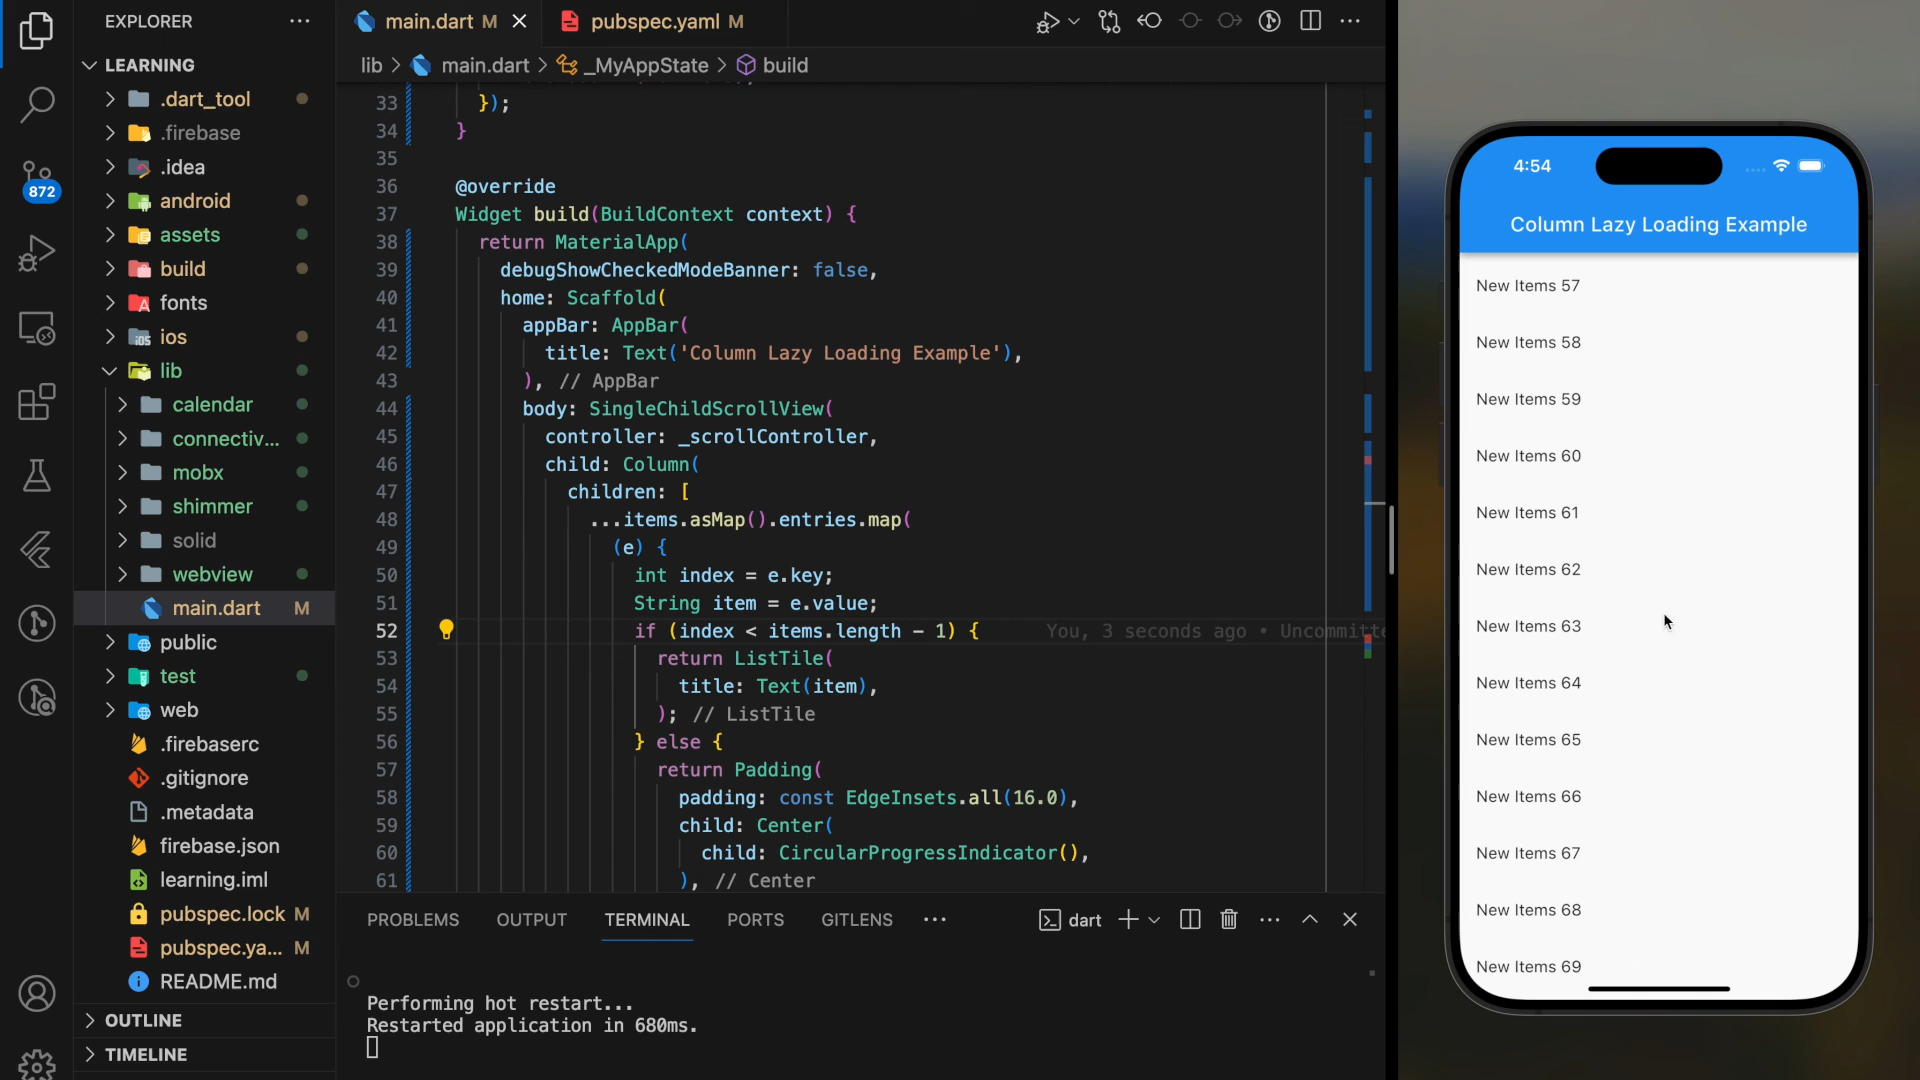 EXPLORER
LEARNING
.dart_tool
.firebase
.idea
android
assets
build
fonts
ios
lib
calendar
connectiv...
mobx
shimmer
solid
webview
main.dart M
public
test
web
.firebaserc
.gitignore
.metadata
firebase.json
learning.iml
pubspec.lock M
pubspec.ya... M
README.md
OUTLINE
TIMELINE
872
main.dart M
pubspec.yaml M
lib > main.dart > _MyAppState > build
33 });
34 }
35
36 @override
37 Widget build(BuildContext context) {
38 return MaterialApp(
39 debugShowCheckedModeBanner: false,
40 home: Scaffold(
41 appBar: AppBar(
42 title: Text('Column Lazy Loading Example'),
43 ), // AppBar
44 body: SingleChildScrollView(
45 controller: _scrollController,
46 child: Column(
47 children: [
48 ...items.asMap().entries.map(
49 (e) {
50 int index = e.key;
51 String item = e.value;
52 if (index < items.length - 1) { You, 3 seconds ago • Uncommitte
53 return ListTile(
54 title: Text(item),
55 ); // ListTile
56 } else {
57 return Padding(
58 padding: const EdgeInsets.all(16.0),
59 child: Center(
60 child: CircularProgressIndicator(),
61 ), // Center
PROBLEMS OUTPUT TERMINAL PORTS GITLENS
dart
Performing hot restart...
Restarted application in 680ms.
4:54
Column Lazy Loading Example
New Items 57
New Items 58
New Items 59
New Items 60
New Items 61
New Items 62
New Items 63
New Items 64
New Items 65
New Items 66
New Items 67
New Items 68
New Items 69